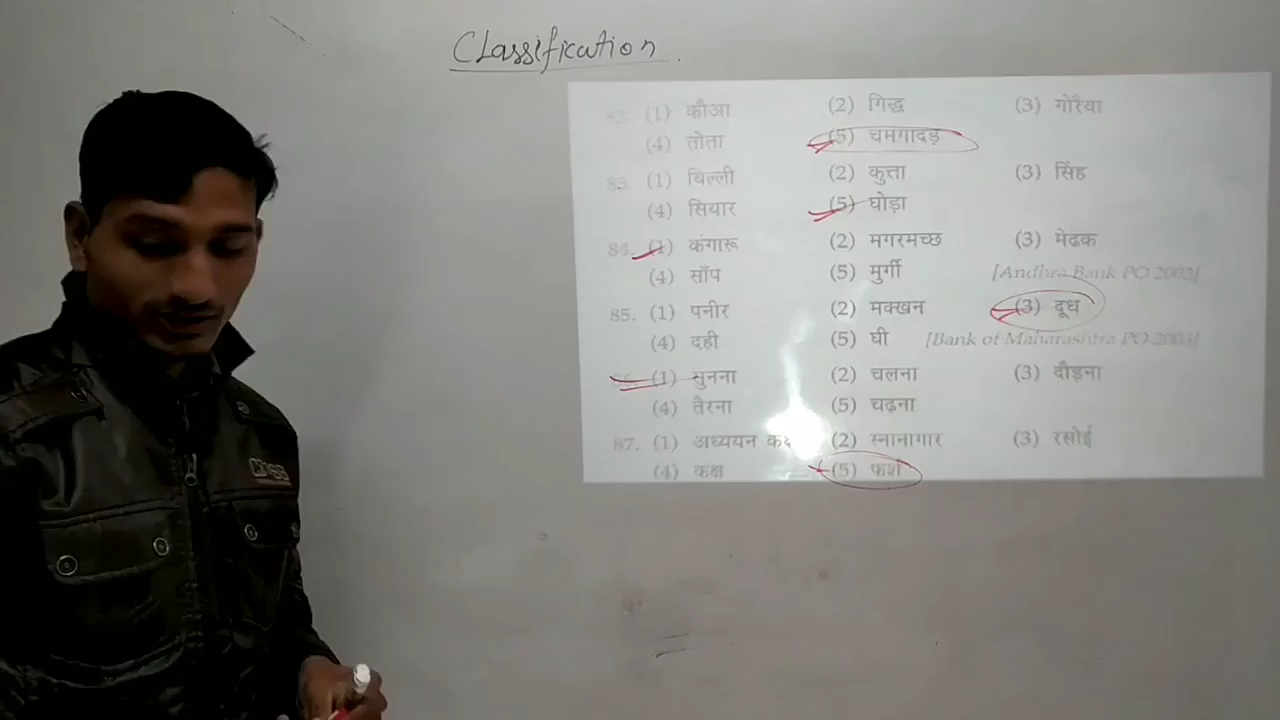 Classification
82. (1) कौआ (2) गिद्ध (3) गोरैया
(4) तोता (5) चमगादड़
83. (1) बिल्ली (2) कुत्ता (3) सिंह
(4) सियार (5) घोड़ा
84. (1) कंगारू (2) मगरमच्छ (3) मेढक
(4) साँप (5) मुर्गी [Andhra Bank PO 2003]
85. (1) पनीर (2) मक्खन (3) दूध
(4) दही (5) घी [Bank of Maharashtra PO 2003]
(1) सुनना (2) चलना (3) दौड़ना
(4) तैरना (5) चढ़ना
87. (1) अध्ययन (2) स्नानागार (3) रसोई
(4) कक्ष (5) फर्श